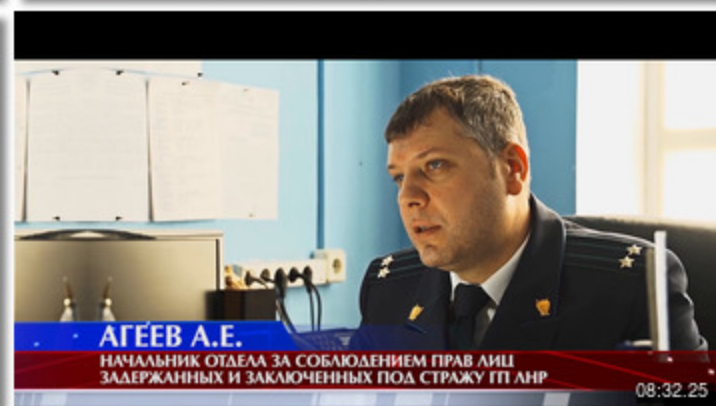 АГЕЕВ А.Е.
НАЧАЛЬНИК ОТДЕЛА ЗА СОБЛЮДЕНИЕМ ПРАВ ЛИЦ
ЗАДЕРЖАННЫХ И ЗАКЛЮЧЕННЫХ ПОД СТРАЖУ ГП ЛНР
08:32.25